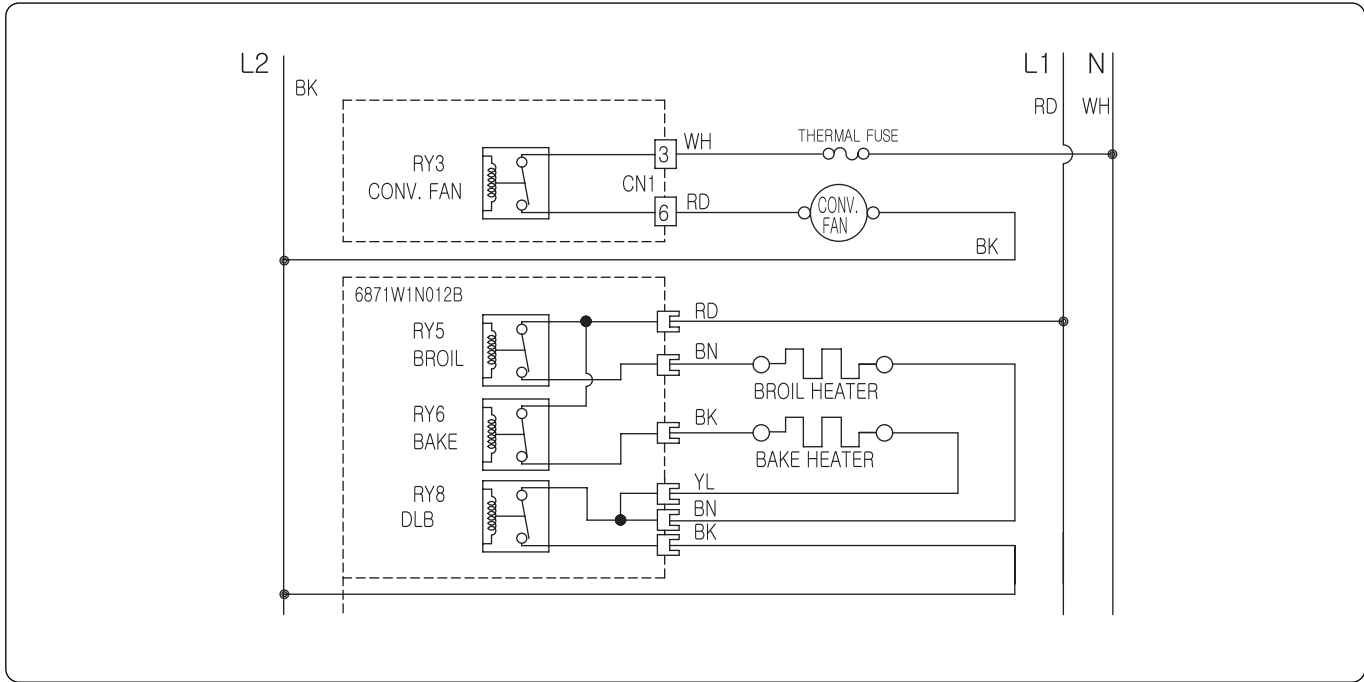 L2
L1
N
BK
RD
WH
RY3
CONV. FAN
3
WH
THERMAL FUSE
CN1
6
RD
CONV.
FAN
BK
6871W1N012B
RY5
BROIL
RD
BN
BROIL HEATER
RY6
BAKE
BK
BAKE HEATER
RY8
DLB
YL
BN
BK